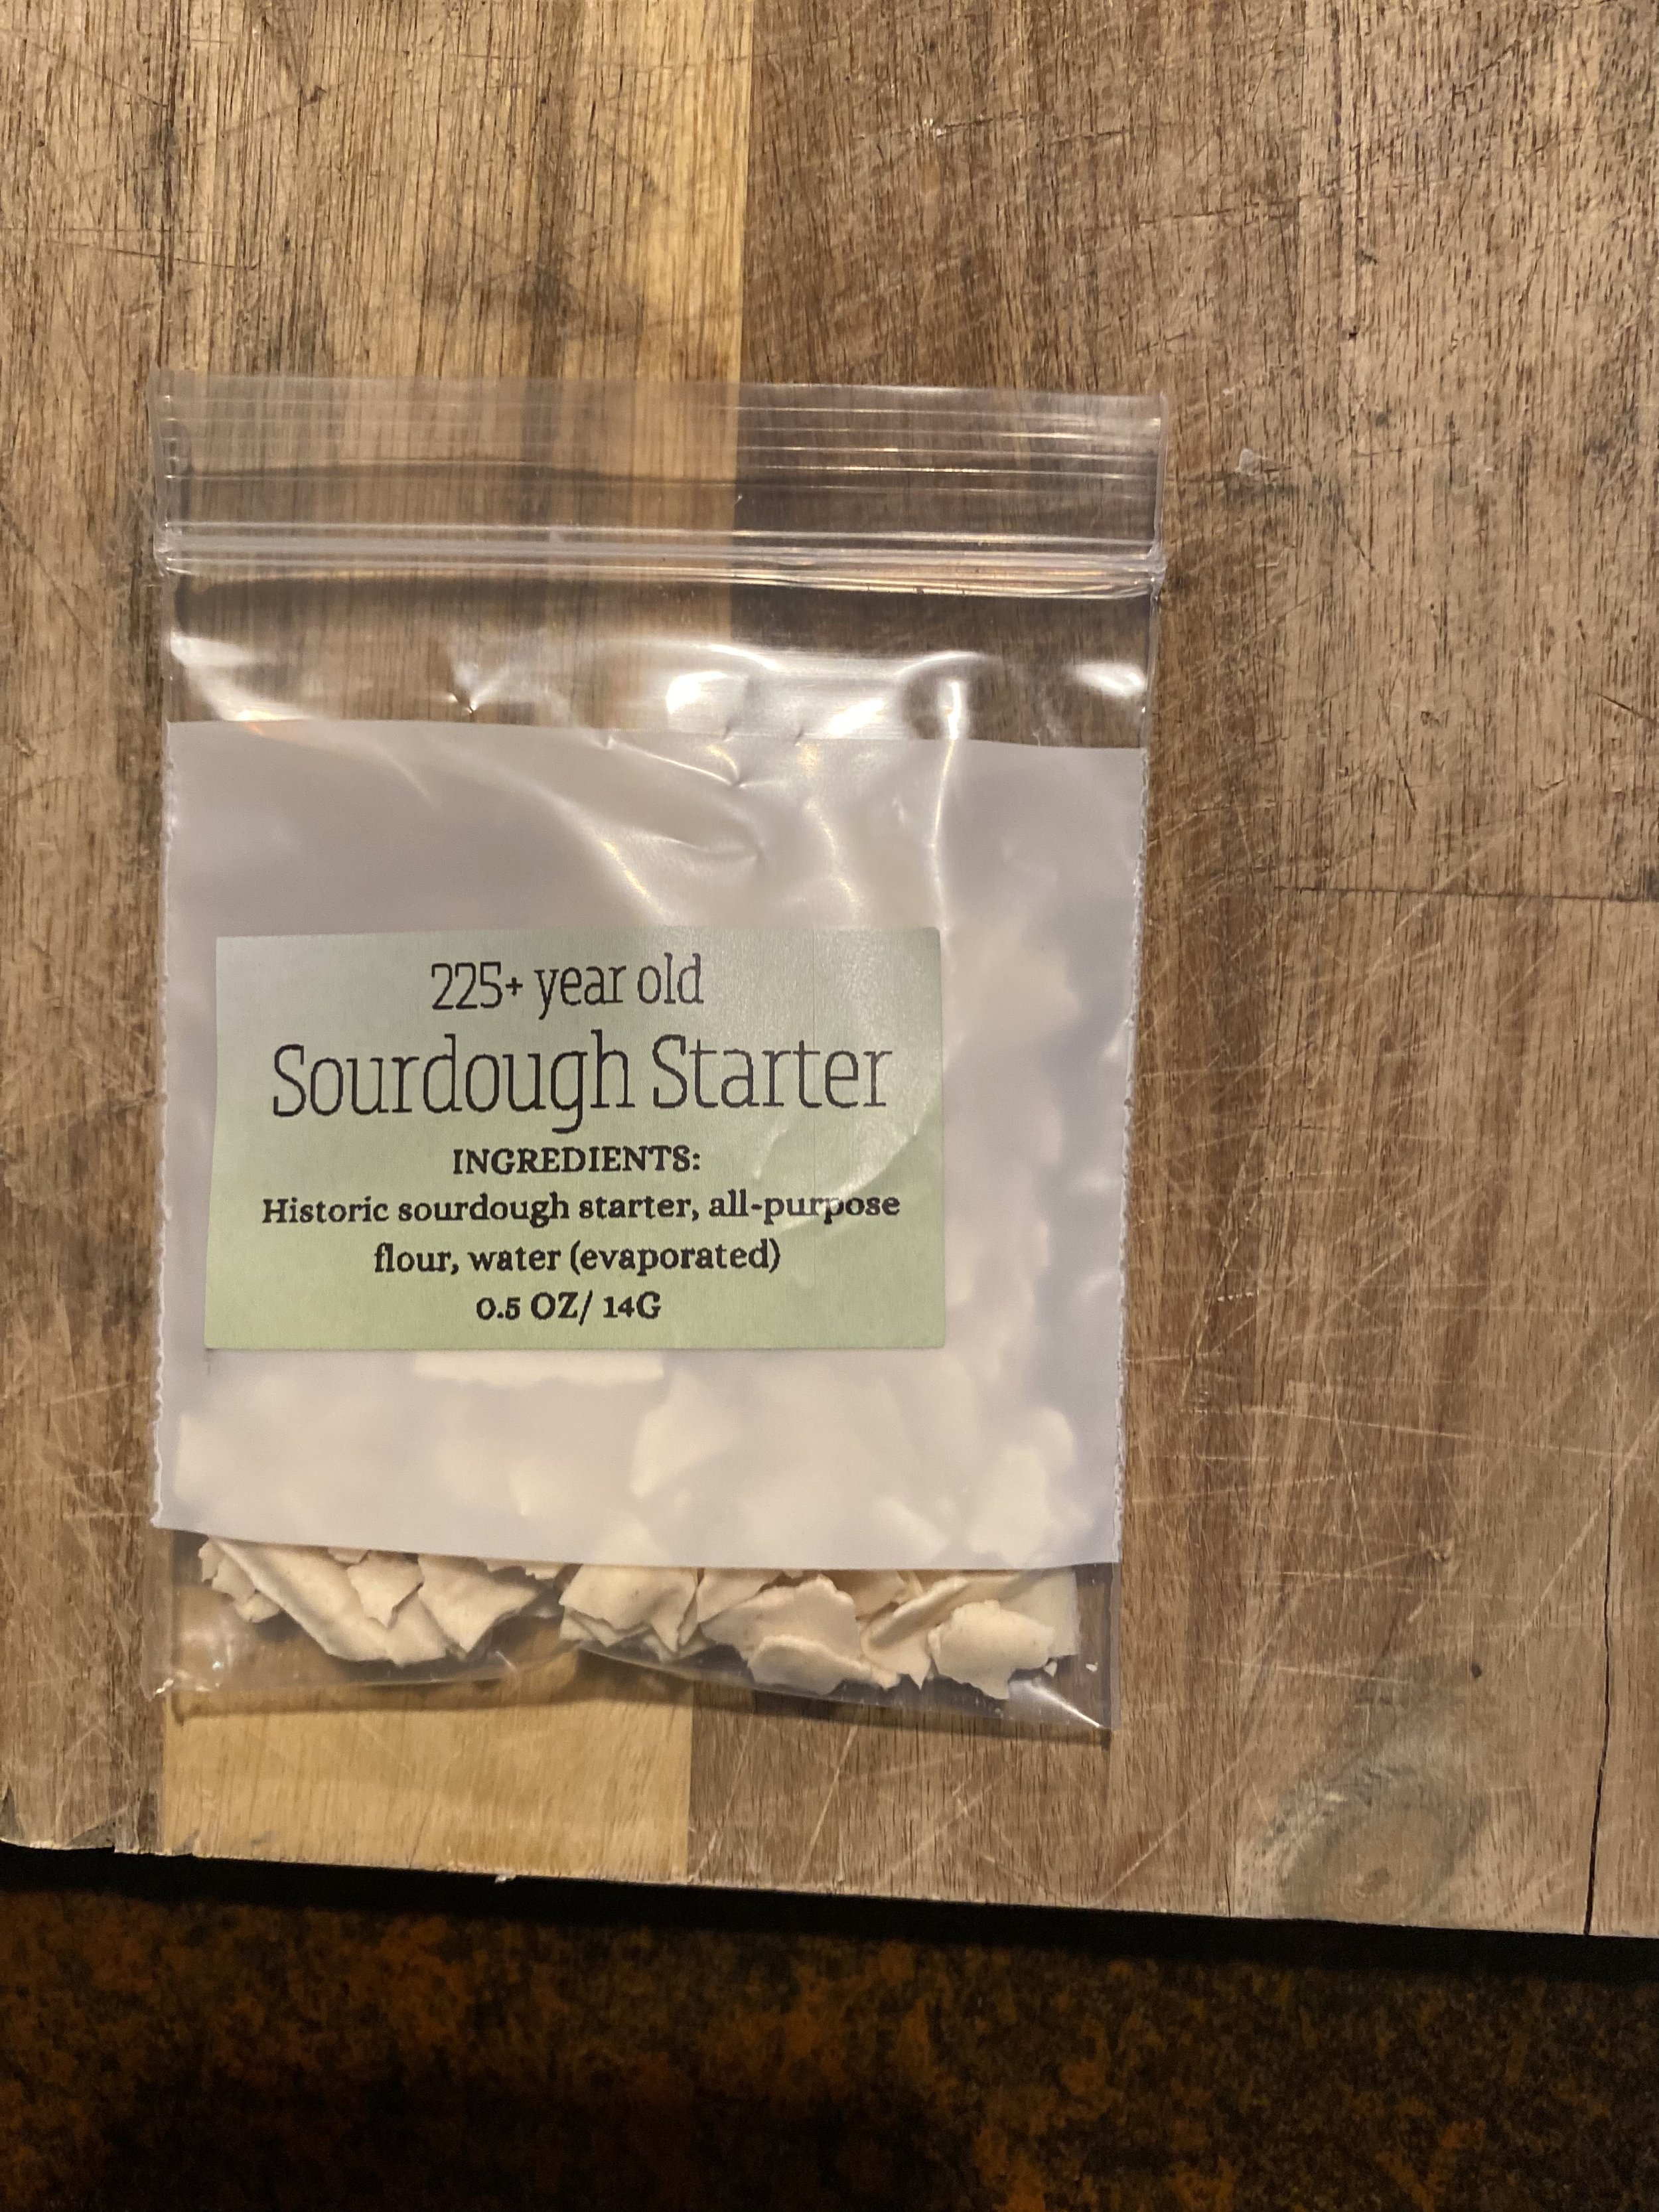 225+ year old
Sourdough Starter
INGREDIENTS:
Historic sourdough starter, all-purpose
flour, water (evaporated)
0.5 OZ/ 14G